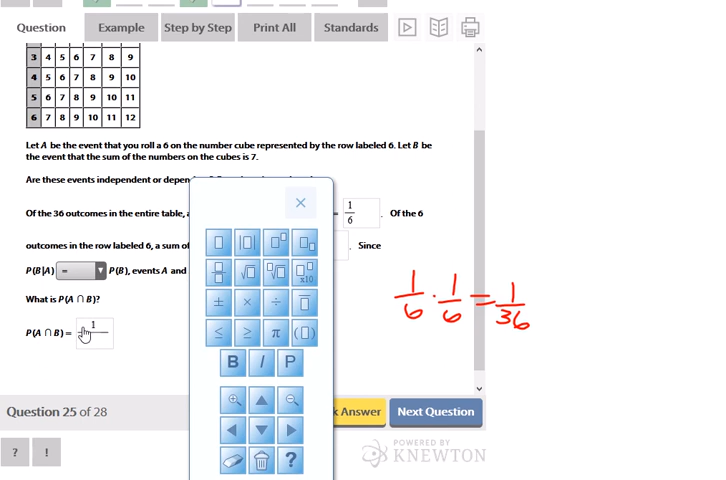 Question Example Step by Step Print All Standards
3 4 5 6 7 8 9
4 5 6 7 8 9 10
5 6 7 8 9 10 11
6 7 8 9 10 11 12
Let A be the event that you roll a 6 on the number cube represented by the row labeled 6. Let B be
the event that the sum of the numbers on the cubes is 7.
Are these events independent or
Of the 36 outcomes in the entire table, = 1/6 . Of the 6
outcomes in the row labeled 6, a sum of . Since
P(B|A) = P(B), events A and
What is P(A ∩ B)?
P(A ∩ B) = 1
1/6 · 1/6 = 1/36
± × ÷
≤ ≥ π (□)
B I P
?
Question 25 of 28 Answer Next Question
? !
POWERED BY
KNEWTON